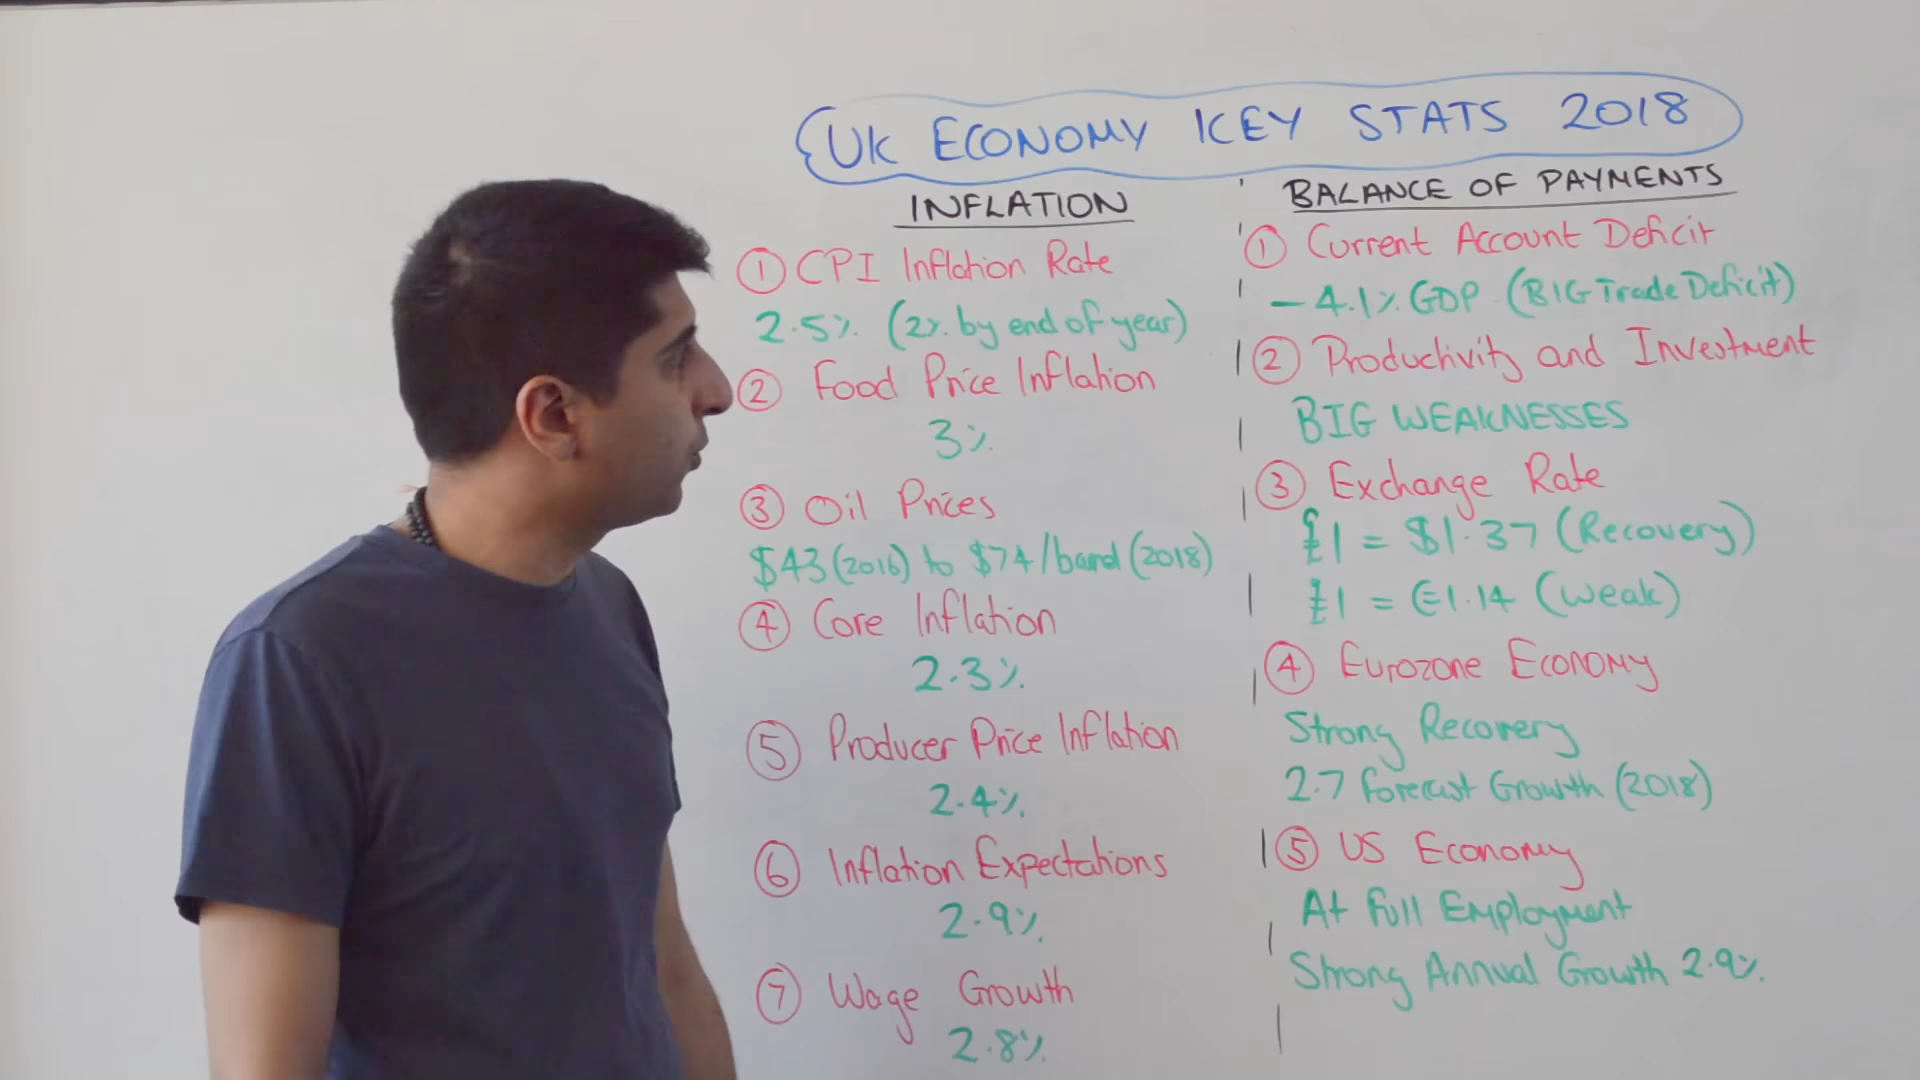 UK ECONOMY KEY STATS 2018
INFLATION
① CPI Inflation Rate
2.5% (2% by end of year)
② Food Price Inflation
3%
③ Oil Prices
$43 (2016) to $74/barrel (2018)
④ Core Inflation
2.3%
⑤ Producer Price Inflation
2.4%
⑥ Inflation Expectations
2.9%
⑦ Wage Growth
2.8%
BALANCE OF PAYMENTS
① Current Account Deficit
-4.1% GDP (BIG Trade Deficit)
② Productivity and Investment
BIG WEAKNESSES
③ Exchange Rate
£1 = $1.37 (Recovery)
£1 = €1.14 (Weak)
④ Eurozone Economy
Strong Recovery
2.7 Forecast Growth (2018)
⑤ US Economy
At Full Employment
Strong Annual Growth 2.9%